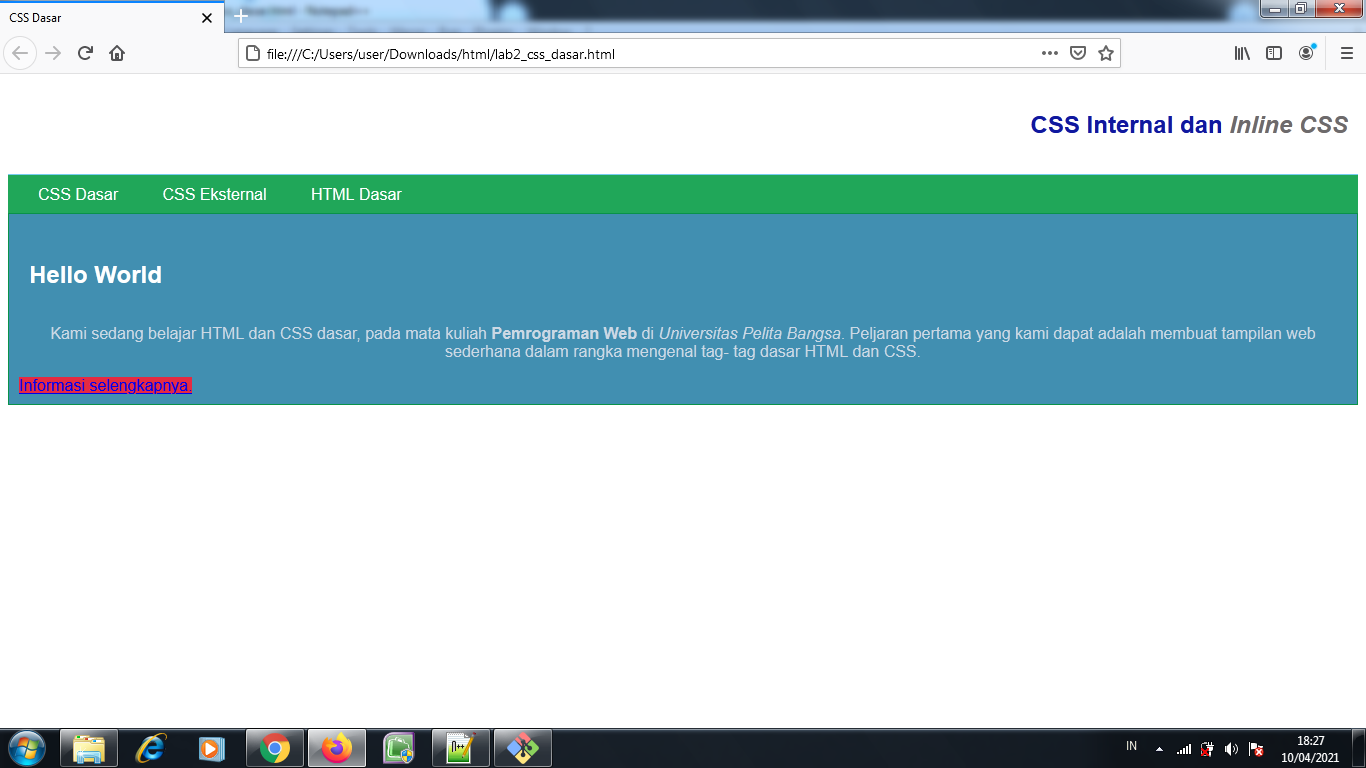 CSS Dasar
file:///C:/Users/user/Downloads/html/lab2_css_dasar.html
CSS Internal dan Inline CSS
CSS Dasar CSS Eksternal HTML Dasar
Hello World
Kami sedang belajar HTML dan CSS dasar, pada mata kuliah Pemrograman Web di Universitas Pelita Bangsa. Peljaran pertama yang kami dapat adalah membuat tampilan web
sederhana dalam rangka mengenal tag- tag dasar HTML dan CSS.
Informasi selengkapnya.
IN
18:27
10/04/2021